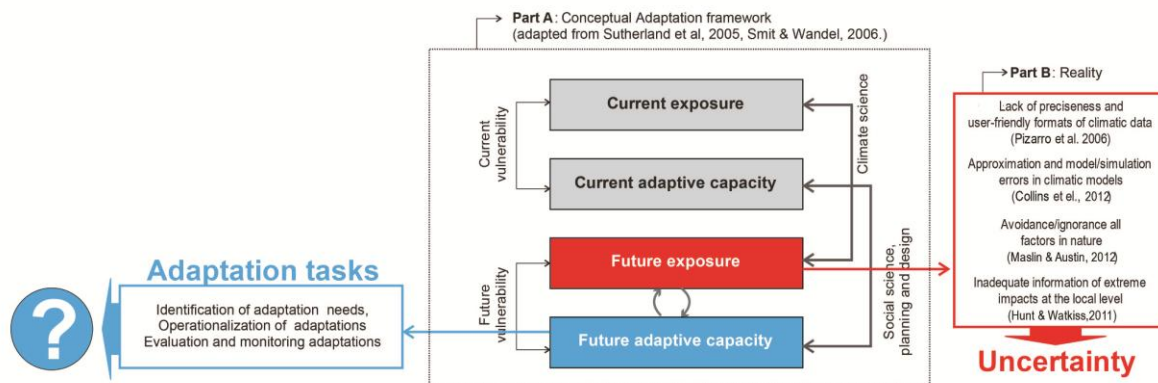 Part A: Conceptual Adaptation framework
(adapted from Sutherland et al, 2005, Smit & Wandel, 2006.)
Current exposure
Current adaptive capacity
Future exposure
Future adaptive capacity
Current
vulnerability
Future
vulnerability
Climate science
Social science,
planning and design
Adaptation tasks
Identification of adaptation needs,
Operationalization of adaptations
Evaluation and monitoring adaptations
?
Part B: Reality
Lack of preciseness and
user-friendly formats of climatic data
(Pizarro et al. 2006)
Approximation and model/simulation
errors in climatic models
(Collins et el., 2012)
Avoidance/ignorance all
factors in nature
(Maslin & Austin, 2012)
Inadequate information of extreme
impacts at the local level
(Hunt & Watkiss,2011)
Uncertainty